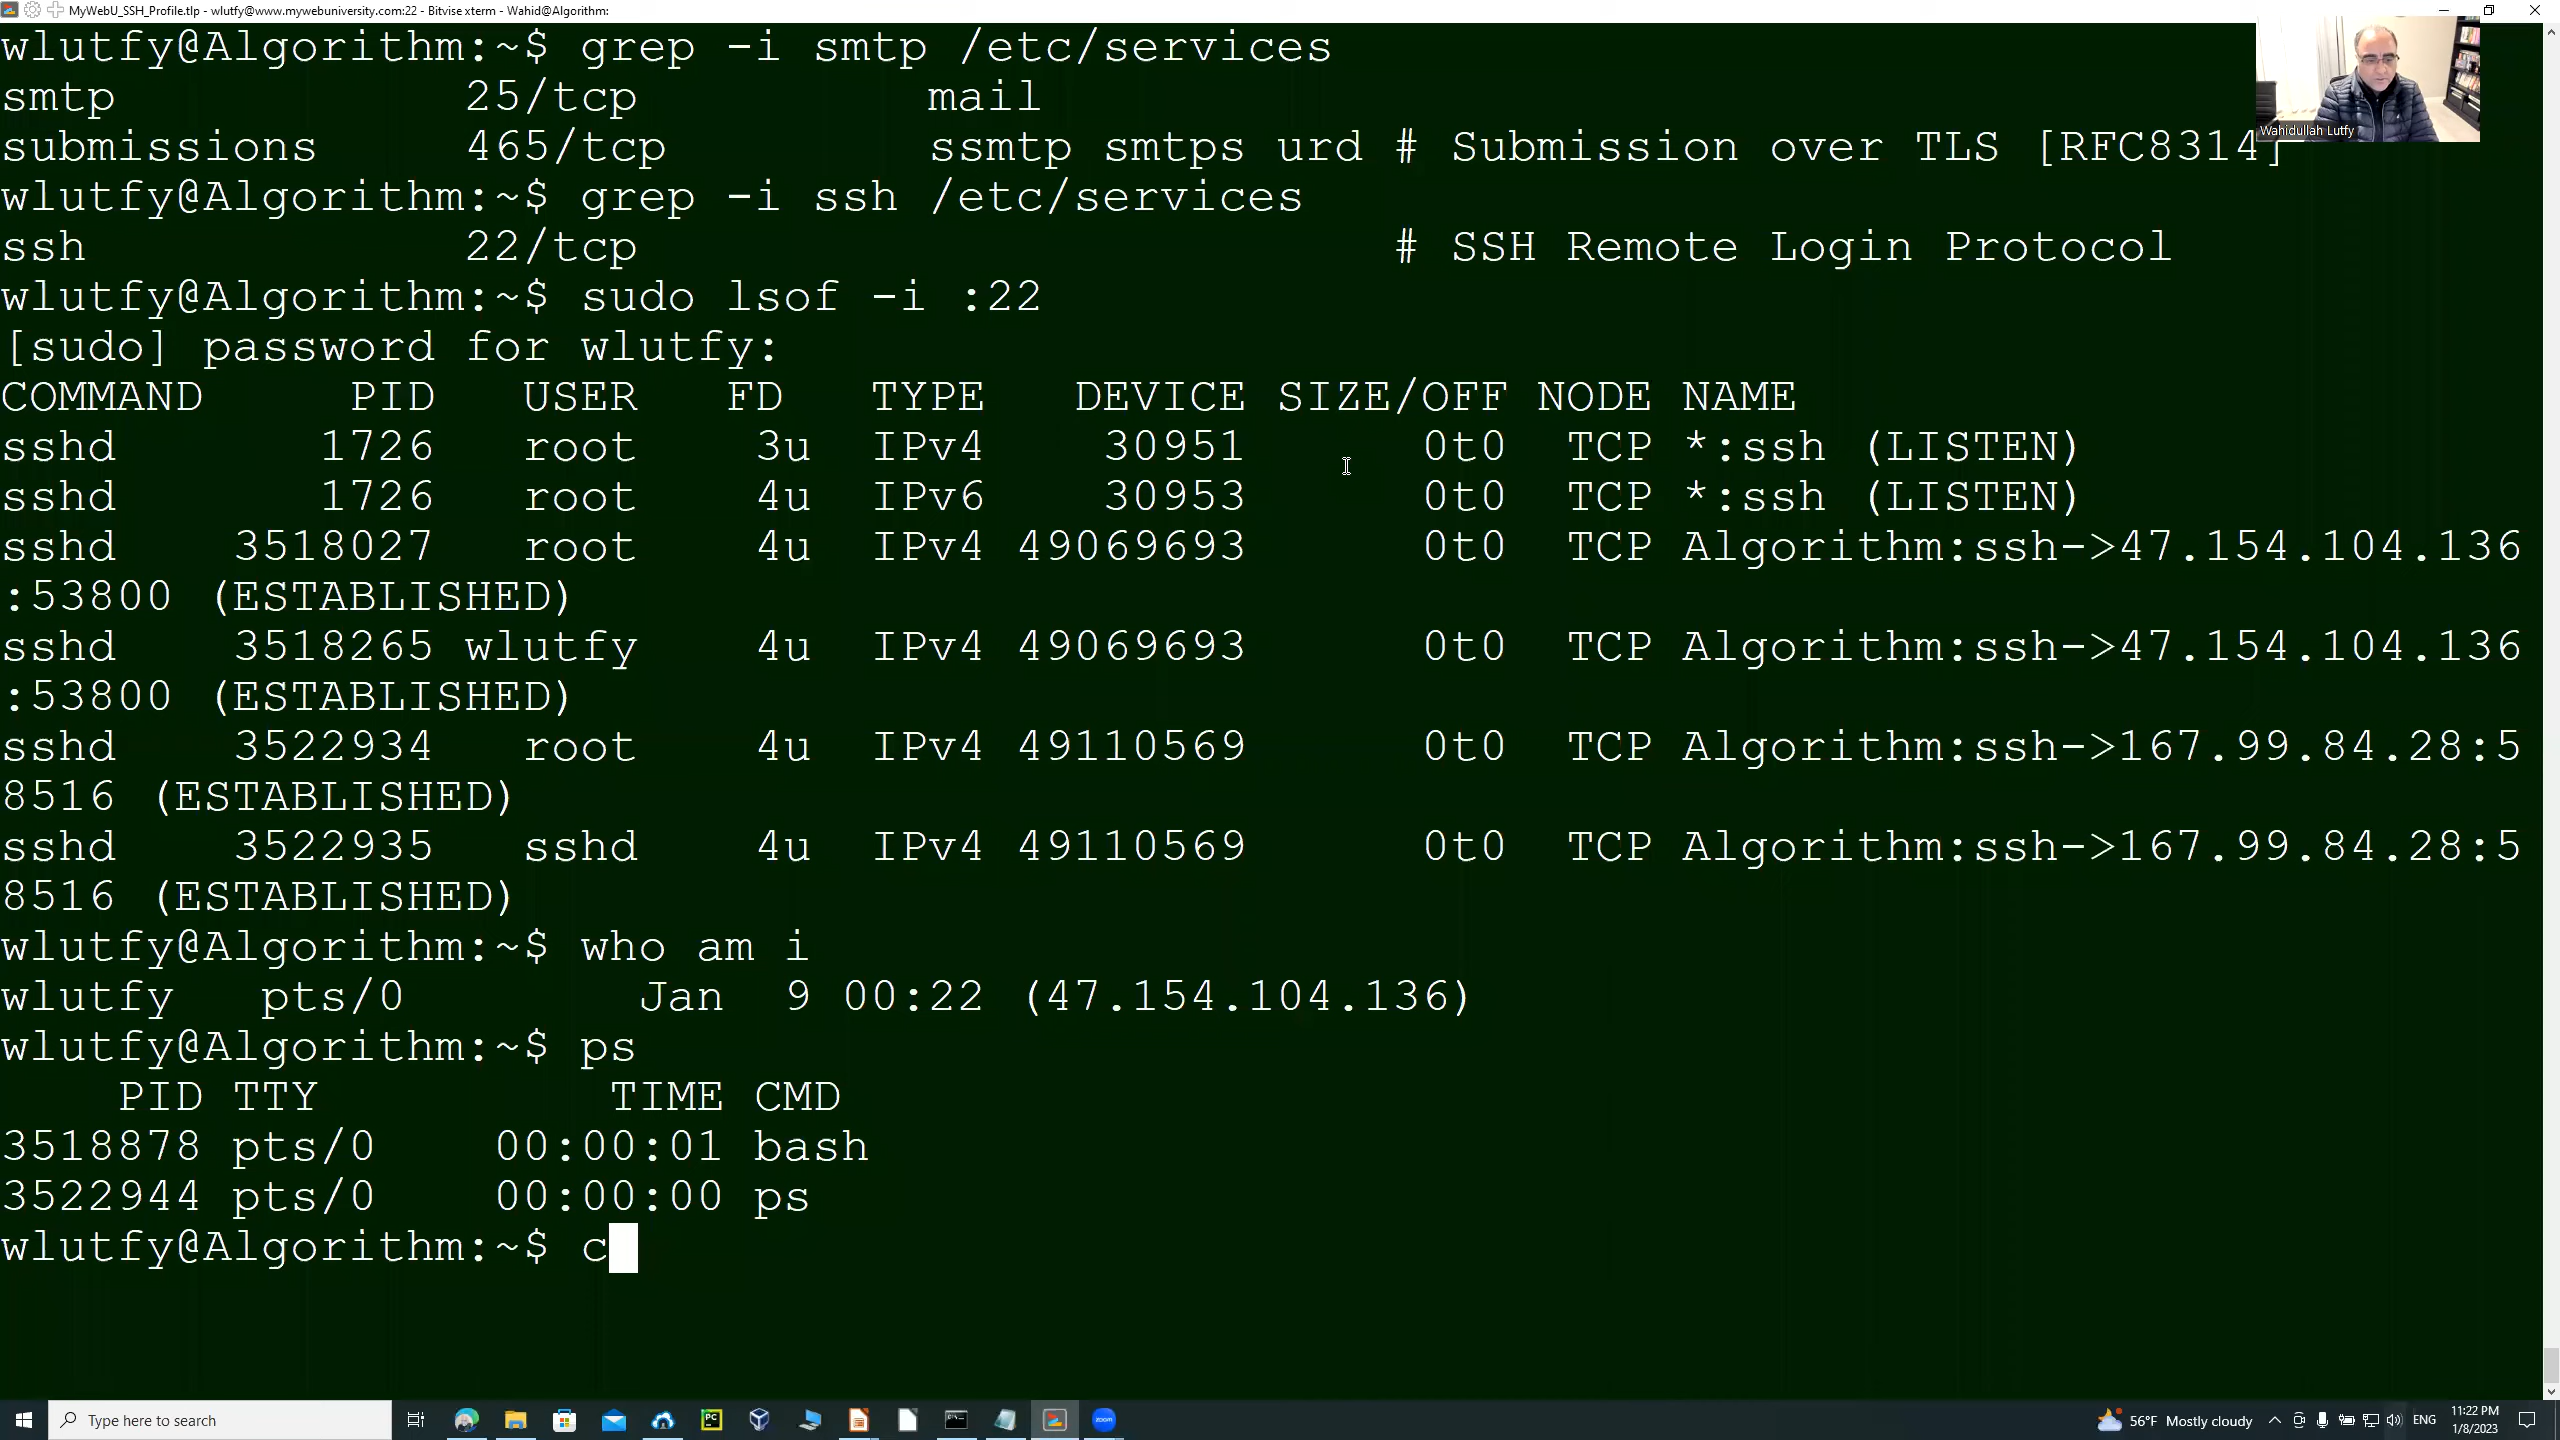 MyWebU_SSH_Profile.tlp - wlutfy@www.mywebuniversity.com:22 - Bitvise xterm - Wahid@Algorithm:
wlutfy@Algorithm:~$ grep -i smtp /etc/services
smtp 25/tcp mail
submissions 465/tcp ssmtp smtps urd # Submission over TLS [RFC8314]
Wahidullah Lutfy
wlutfy@Algorithm:~$ grep -i ssh /etc/services
ssh 22/tcp # SSH Remote Login Protocol
wlutfy@Algorithm:~$ sudo lsof -i :22
[sudo] password for wlutfy:
COMMAND PID USER FD TYPE DEVICE SIZE/OFF NODE NAME
sshd 1726 root 3u IPv4 30951 0t0 TCP *:ssh (LISTEN)
sshd 1726 root 4u IPv6 30953 0t0 TCP *:ssh (LISTEN)
sshd 3518027 root 4u IPv4 49069693 0t0 TCP Algorithm:ssh->47.154.104.136
:53800 (ESTABLISHED)
sshd 3518265 wlutfy 4u IPv4 49069693 0t0 TCP Algorithm:ssh->47.154.104.136
:53800 (ESTABLISHED)
sshd 3522934 root 4u IPv4 49110569 0t0 TCP Algorithm:ssh->167.99.84.28:5
8516 (ESTABLISHED)
sshd 3522935 sshd 4u IPv4 49110569 0t0 TCP Algorithm:ssh->167.99.84.28:5
8516 (ESTABLISHED)
wlutfy@Algorithm:~$ who am i
wlutfy pts/0 Jan 9 00:22 (47.154.104.136)
wlutfy@Algorithm:~$ ps
PID TTY TIME CMD
3518878 pts/0 00:00:01 bash
3522944 pts/0 00:00:00 ps
wlutfy@Algorithm:~$ c
Type here to search
PC
zoom
56°F Mostly cloudy
ENG
11:22 PM
1/8/2023